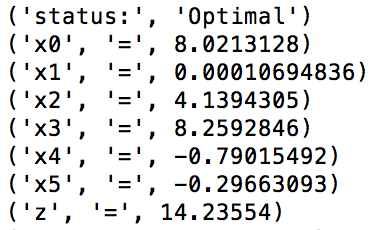 ('status:', 'Optimal')
('x0', '=', 8.0213128)
('x1', '=', 0.00010694836)
('x2', '=', 4.1394305)
('x3', '=', 8.2592846)
('x4', '=', -0.79015492)
('x5', '=', -0.29663093)
('z', '=', 14.23554)